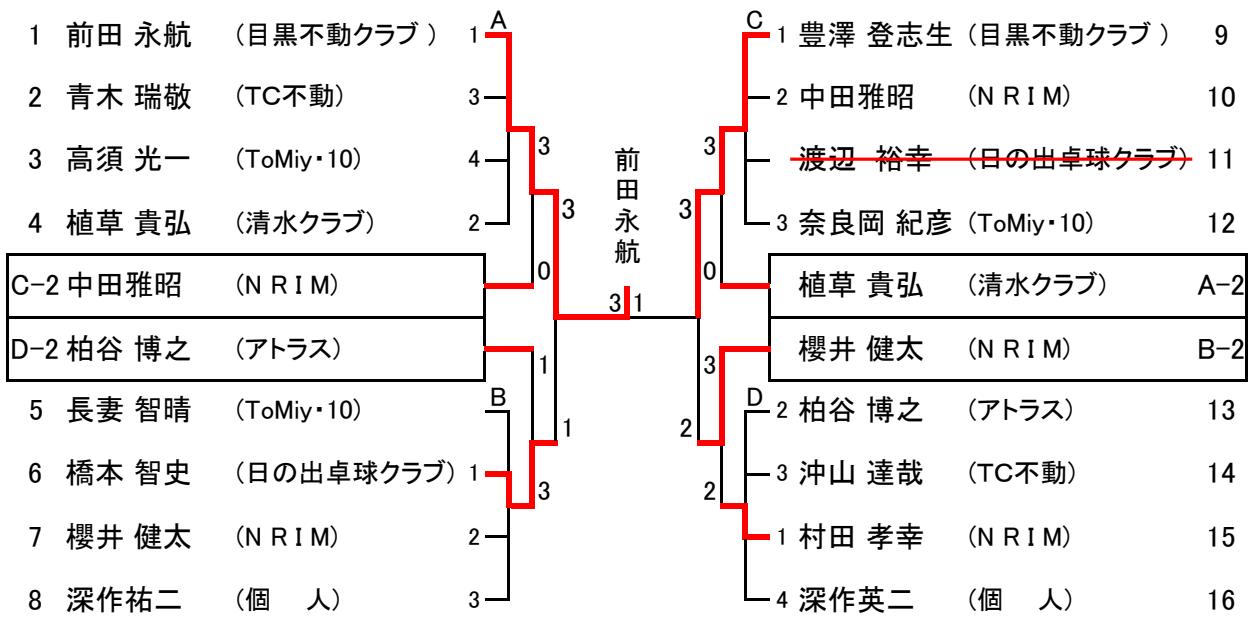 A
1 前田 永航 (目黒不動クラブ ) 1
2 青木 瑞敬 (TC不動) 3
3 高須 光一 (ToMiy・10) 4
4 植草 貴弘 (清水クラブ) 2
C-2 中田雅昭 (N R I M)
D-2 柏谷 博之 (アトラス)
B
5 長妻 智晴 (ToMiy・10)
6 橋本 智史 (日の出卓球クラブ) 1
7 櫻井 健太 (N R I M) 2
8 深作祐二 (個 人) 3
3
3
0
1
1
3
前田永航
3 1
3
3
0
3
2
2
C
1 豊澤 登志生 (目黒不動クラブ ) 9
2 中田雅昭 (N R I M) 10
渡辺 裕幸 (日の出卓球クラブ) 11
3 奈良岡 紀彦 (ToMiy・10) 12
植草 貴弘 (清水クラブ) A-2
櫻井 健太 (N R I M) B-2
D
2 柏谷 博之 (アトラス) 13
3 沖山 達哉 (TC不動) 14
1 村田 孝幸 (N R I M) 15
4 深作英二 (個 人) 16